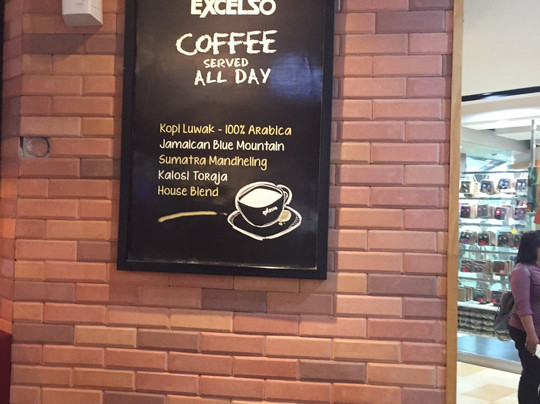 EXCELSO
COFFEE
SERVED
ALL DAY
Kopi Luwak - 100% Arabica
Jamaican Blue Mountain
Sumatra Mandheling
Kalosi Toraja
House Blend